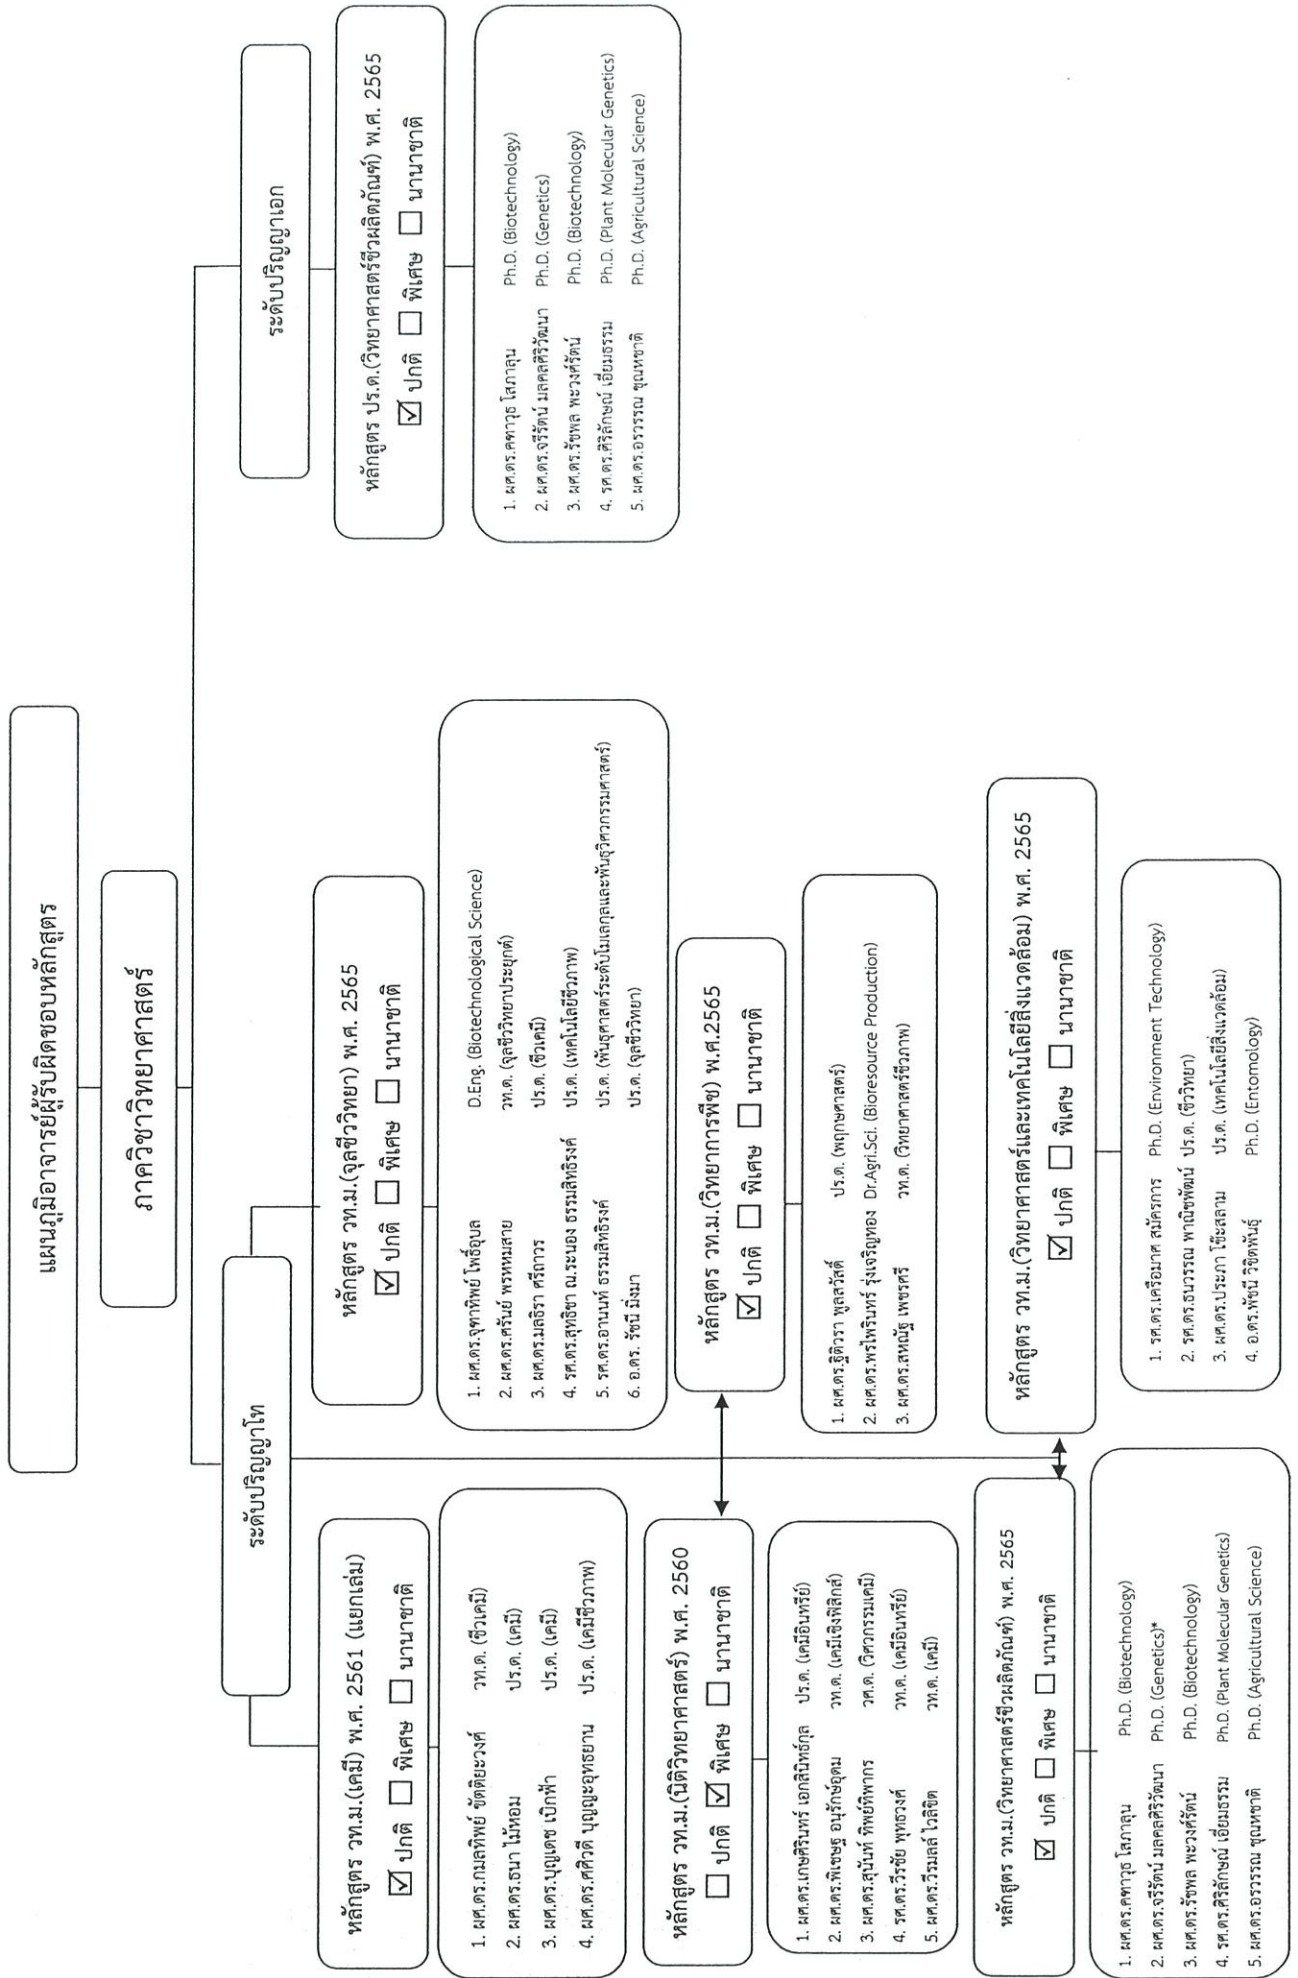 แผนภูมิอาจารย์ผู้รับผิดชอบหลักสูตร
ภาควิชาวิทยาศาสตร์
ระดับปริญญาโท
หลักสูตร วท.ม.(เคมี) พ.ศ. 2561 (แยกเล่ม)
☑ ปกติ ☐ พิเศษ ☐ นานาชาติ
1. ผศ.ดร.กมลทิพย์ ขัตติยะวงศ์ วท.ด. (ชีวเคมี)
2. ผศ.ดร.ธนา ไม้หอม ปร.ด. (เคมี)
3. ผศ.ดร.บุญเดช เบิกฟ้า ปร.ด. (เคมี)
4. ผศ.ดร.ศศิวดี บุญญะอุทธยาน ปร.ด. (เคมีชีวภาพ)
หลักสูตร วท.ม.(จุลชีววิทยา) พ.ศ. 2565
☑ ปกติ ☐ พิเศษ ☐ นานาชาติ
1. ผศ.ดร.จุฑาทิพย์ โพธิ์อุบล D.Eng. (Biotechnological Science)
2. ผศ.ดร.ศรันย์ พรหมสาย วท.ด. (จุลชีววิทยาประยุกต์)
3. ผศ.ดร.มลธิรา ศรีถาวร ปร.ด. (ชีวเคมี)
4. รศ.ดร.สุทธิชา ณ.ระนอง ธรรมสิทธิรงค์ ปร.ด. (เทคโนโลยีชีวภาพ)
5. รศ.ดร.อานนท์ ธรรมสิทธิรงค์ ปร.ด. (พันธุศาสตร์ระดับโมเลกุลและพันธุวิศวกรรมศาสตร์)
6. อ.ดร. รัชนี มิ่งมา ปร.ด. (จุลชีววิทยา)
หลักสูตร วท.ม.(นิติวิทยาศาสตร์) พ.ศ. 2560
☐ ปกติ ☑ พิเศษ ☐ นานาชาติ
1. ผศ.ดร.เกษศิรินทร์ เอกสินิทธ์กุล ปร.ด. (เคมีอินทรีย์)
2. ผศ.ดร.พิเชษฐ อนุรักษ์อุดม วท.ด. (เคมีเชิงฟิสิกส์)
3. ผศ.ดร.สุนันท์ ทิพย์ทิพากร วศ.ด. (วิศวกรรมเคมี)
4. รศ.ดร.วีรชัย พุทธวงศ์ วท.ด. (เคมีอินทรีย์)
5. ผศ.ดร.วีรมลล์ ไวลิขิต วท.ด. (เคมี)
หลักสูตร วท.ม.(วิทยาการพืช) พ.ศ.2565
☑ ปกติ ☐ พิเศษ ☐ นานาชาติ
1. ผศ.ดร.ฐิติวรา พูลสวัสดิ์ ปร.ด. (พฤกษศาสตร์)
2. ผศ.ดร.พรไพรินทร์ รุ่งเจริญทอง Dr.Agri.Sci. (Bioresource Production)
3. ผศ.ดร.สหณัฐ เพชรศรี วท.ด. (วิทยาศาสตร์ชีวภาพ)
หลักสูตร วท.ม.(วิทยาศาสตร์ชีวผลิตภัณฑ์) พ.ศ. 2565
☑ ปกติ ☐ พิเศษ ☐ นานาชาติ
1. ผศ.ดร.คฑาวุธ โสภาลุน Ph.D. (Biotechnology)
2. ผศ.ดร.จรีรัตน์ มลคลศิริวัฒนา Ph.D. (Genetics)*
3. ผศ.ดร.รัชพล พะวงศ์รัตน์ Ph.D. (Biotechnology)
4. รศ.ดร.ศิริลักษณ์ เอี่ยมธรรม Ph.D. (Plant Molecular Genetics)
5. ผศ.ดร.อรวรรณ ชุณหชาติ Ph.D. (Agricultural Science)
หลักสูตร วท.ม.(วิทยาศาสตร์และเทคโนโลยีสิ่งแวดล้อม) พ.ศ. 2565
☑ ปกติ ☐ พิเศษ ☐ นานาชาติ
1. รศ.ดร.เครือมาศ สมัครการ Ph.D. (Environment Technology)
2. รศ.ดร.ธนวรรณ พาณิชพัฒน์ ปร.ด. (ชีววิทยา)
3. ผศ.ดร.ประภา โซ๊ะสลาม ปร.ด. (เทคโนโลยีสิ่งแวดล้อม)
4. อ.ดร.พัชนี วิชิตพันธุ์ Ph.D. (Entomology)
ระดับปริญญาเอก
หลักสูตร ปร.ด.(วิทยาศาสตร์ชีวผลิตภัณฑ์) พ.ศ. 2565
☑ ปกติ ☐ พิเศษ ☐ นานาชาติ
1. ผศ.ดร.คฑาวุธ โสภาลุน Ph.D. (Biotechnology)
2. ผศ.ดร.จรีรัตน์ มลคลศิริวัฒนา Ph.D. (Genetics)
3. ผศ.ดร.รัชพล พะวงศ์รัตน์ Ph.D. (Biotechnology)
4. รศ.ดร.ศิริลักษณ์ เอี่ยมธรรม Ph.D. (Plant Molecular Genetics)
5. ผศ.ดร.อรวรรณ ชุณหชาติ Ph.D. (Agricultural Science)